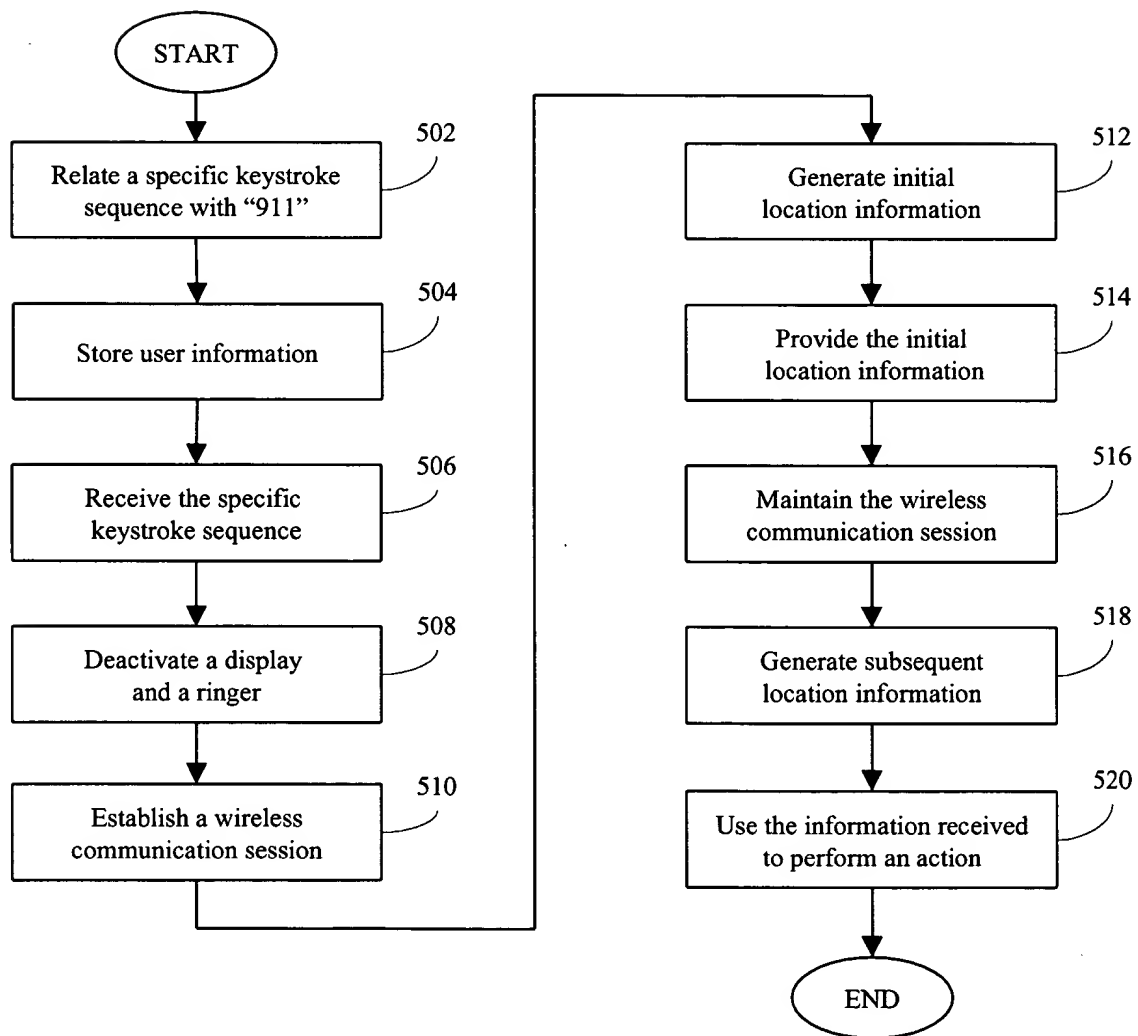 START
502
Relate a specific keystroke
sequence with “911”
504
Store user information
506
Receive the specific
keystroke sequence
508
Deactivate a display
and a ringer
510
Establish a wireless
communication session
512
Generate initial
location information
514
Provide the initial
location information
516
Maintain the wireless
communication session
518
Generate subsequent
location information
520
Use the information received
to perform an action
END